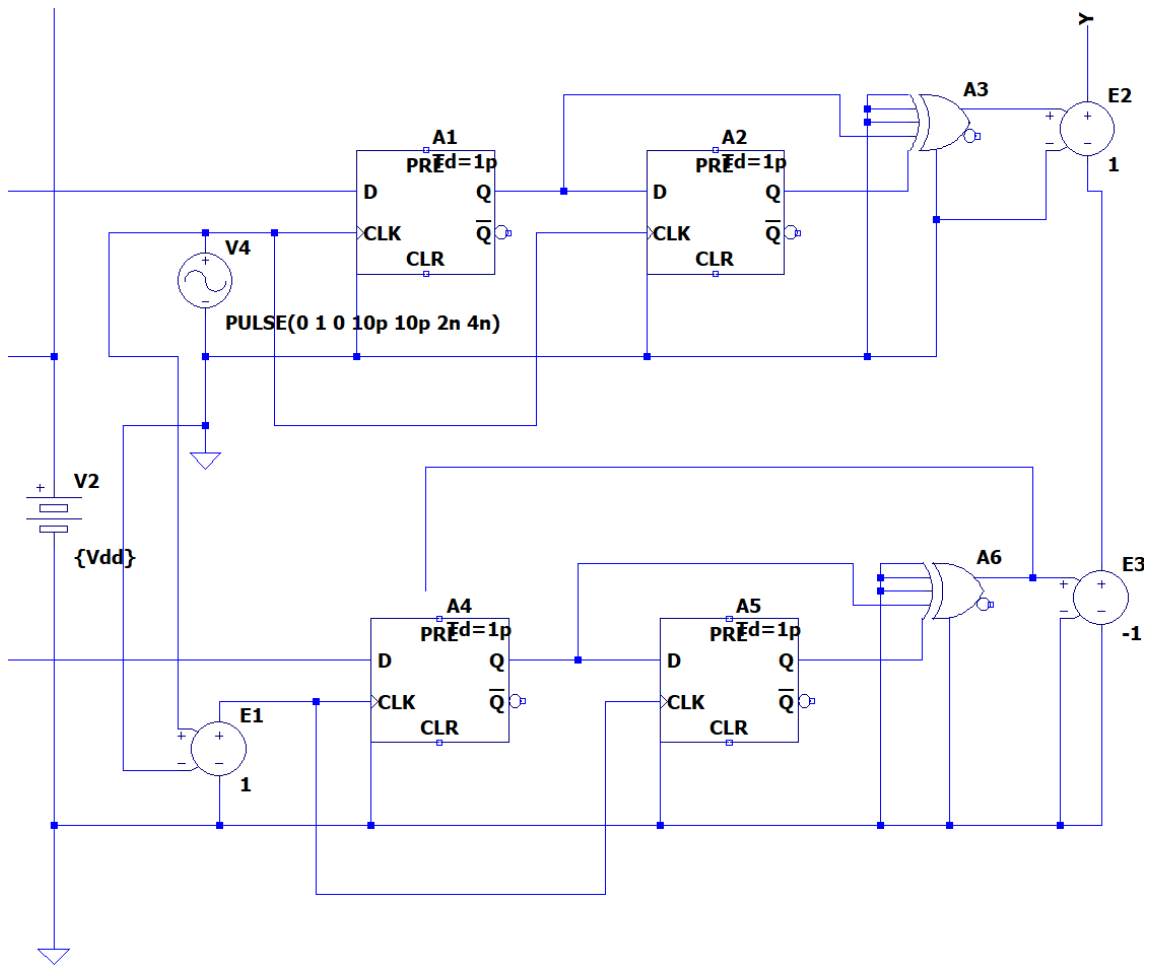 Y
A3
E2
+
+
−
−
1
A1
PRE
Td=1p
D
Q
CLK
Q
CLR
A2
PRE
Td=1p
D
Q
CLK
Q
CLR
V4
+
−
PULSE(0 1 0 10p 10p 2n 4n)
V2
+
{Vdd}
A6
E3
+
+
−
−
-1
A4
PRE
Td=1p
D
Q
CLK
Q
CLR
A5
PRE
Td=1p
D
Q
CLK
Q
CLR
E1
+
+
−
−
1